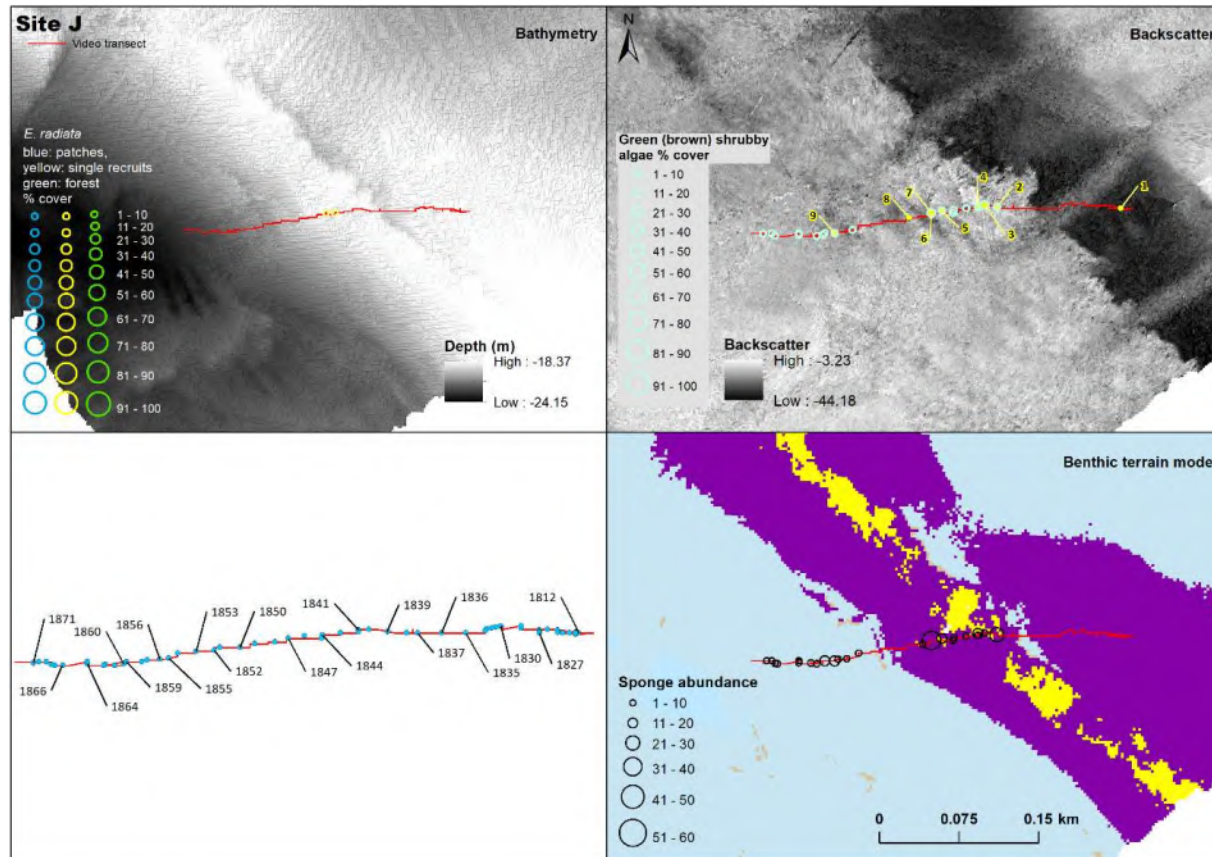 Site J
Video transect
Bathymetry
E. radiata
blue: patches,
yellow: single recruits
green: forest
% cover
1 - 10
11 - 20
21 - 30
31 - 40
41 - 50
51 - 60
61 - 70
71 - 80
81 - 90
91 - 100
Depth (m)
High : -18.37
Low : -24.15
N
Backscatter
Green (brown) shrubby
algae % cover
1 - 10
11 - 20
21 - 30
31 - 40
41 - 50
51 - 60
61 - 70
71 - 80
81 - 90
91 - 100
4
2
1
7
8
9
6
5
3
Backscatter
High : -3.23
Low : -44.18
1871
1860
1856
1853
1850
1841
1839
1836
1812
1866
1864
1859
1855
1852
1847
1844
1837
1835
1830
1827
Benthic terrain model
Sponge abundance
1 - 10
11 - 20
21 - 30
31 - 40
41 - 50
51 - 60
0 0.075 0.15 km